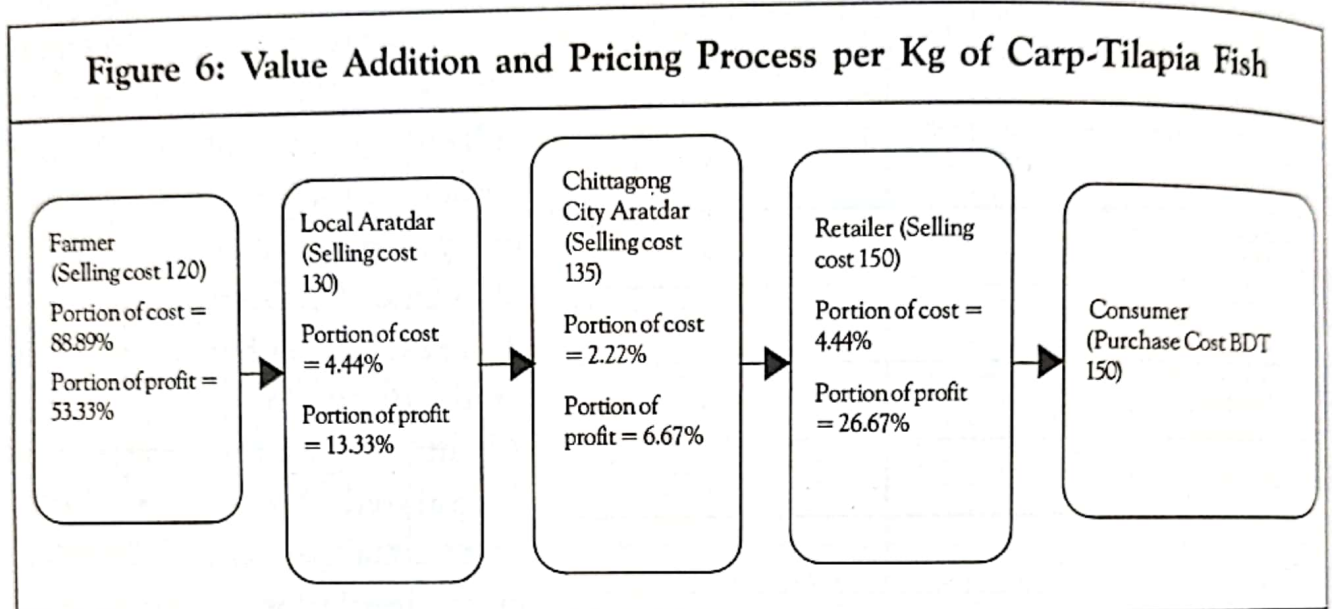 Figure 6: Value Addition and Pricing Process per Kg of Carp-Tilapia Fish
Farmer
(Selling cost 120)
Portion of cost =
88.89%
Portion of profit =
53.33%
Local Aratdar
(Selling cost
130)
Portion of cost
= 4.44%
Portion of profit
= 13.33%
Chittagong
City Aratdar
(Selling cost
135)
Portion of cost
= 2.22%
Portion of
profit = 6.67%
Retailer (Selling
cost 150)
Portion of cost =
4.44%
Portion of profit
= 26.67%
Consumer
(Purchase Cost BDT
150)